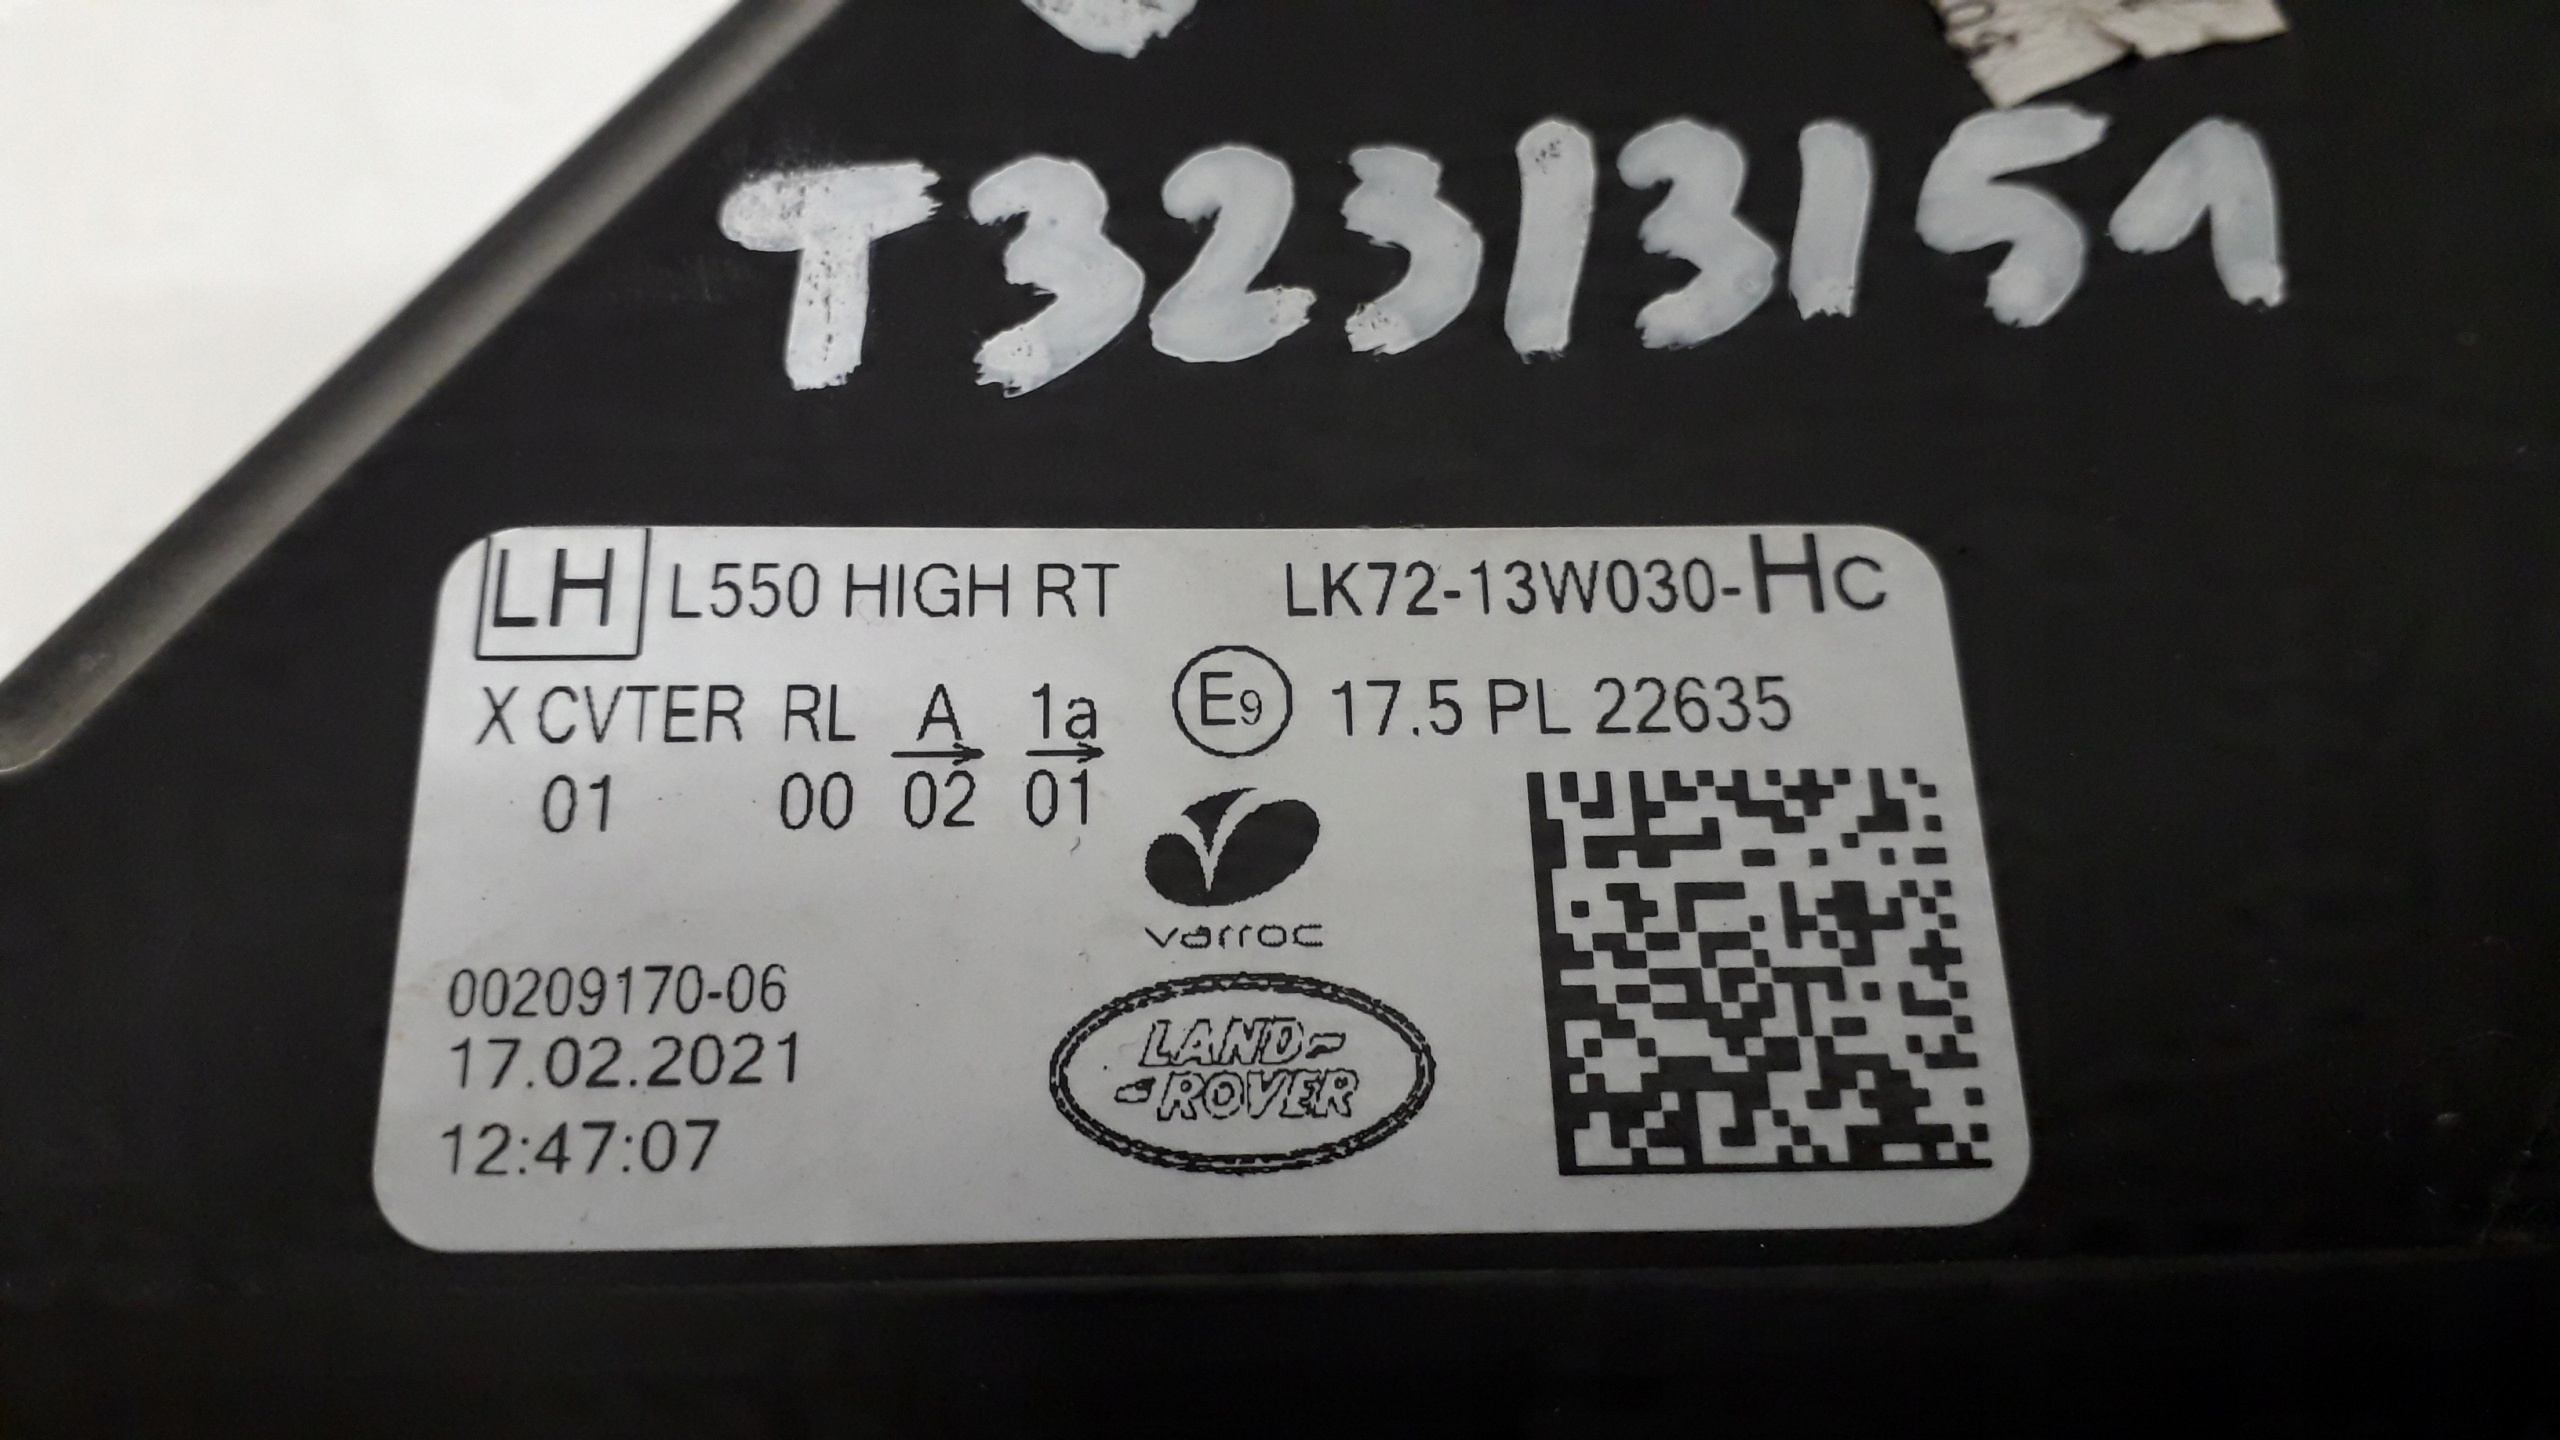 T32313151
LH L550 HIGH RT LK72-13W030-HC
X CVTER RL A 1a E9 17.5 PL 22635
01 00 02 01
varroc
00209170-06
17.02.2021
12:47:07
LAND-
-ROVER